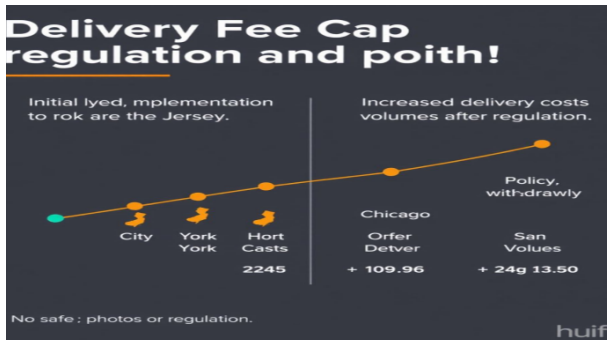 Delivery Fee Cap
regulation and poith!
Initial lyed, mplementation
to rok are the Jersey.
Increased delivery costs
volumes after regulation.
Policy,
withdrawly
Chicago
City
York
York
Hort
Casts
2245
Orfer
Detver
+ 109.96
San
Volues
+ 24g 13.50
No safe: photos or regulation.
huif